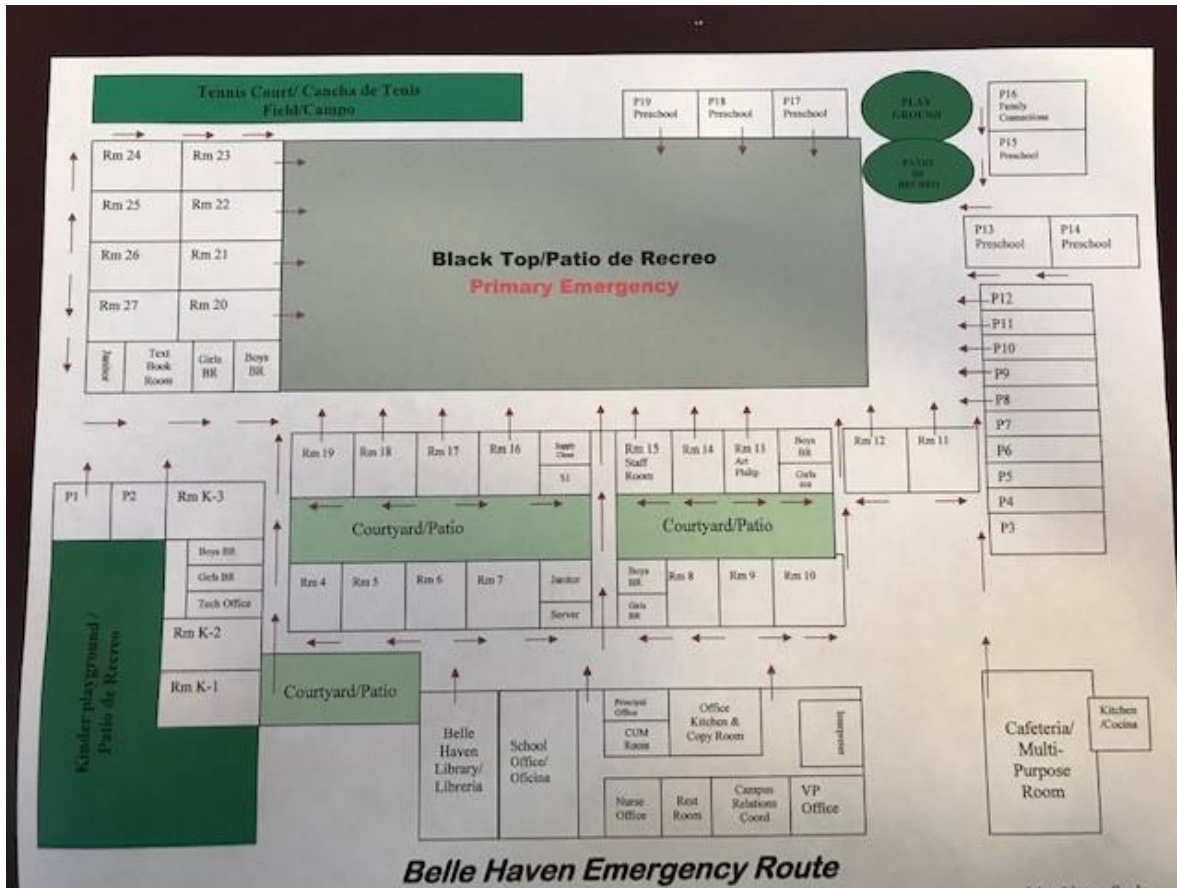 Tennis Court/ Cancha de Tenis
Field/Campo
P19
Preschool
P18
Preschool
P17
Preschool
PLAY
GROUND
PATIO
DE
RECREO
P16
Family
Connections
P15
Preschool
Rm 24
Rm 23
Rm 25
Rm 22
Rm 26
Rm 21
Rm 27
Rm 20
Janitor
Text
Book
Room
Girls
BR
Boys
BR
Black Top/Patio de Recreo
Primary Emergency
P13
Preschool
P14
Preschool
P12
P11
P10
P9
P8
P7
P6
P5
P4
P3
Rm 19
Rm 18
Rm 17
Rm 16
Supply
Closet
S1
Rm 15
Staff
Room
Rm 14
Rm 13
Art
Philip
Boys
BR
Girls
BR
Rm 12
Rm 11
Courtyard/Patio
Courtyard/Patio
P1
P2
Rm K-3
Boys BR
Girls BR
Tech Office
Rm K-2
Rm K-1
Kinder playground /
Patio de Recreo
Rm 4
Rm 5
Rm 6
Rm 7
Janitor
Server
Boys
BR
Girls
BR
Rm 8
Rm 9
Rm 10
Courtyard/Patio
Belle
Haven
Library/
Libreria
School
Office/
Oficina
Principal
Office
CUM
Room
Office
Kitchen &
Copy Room
Nurse
Office
Rest
Room
Campus
Relations
Coord
VP
Office
Cafeteria/
Multi-
Purpose
Room
Kitchen
/Cocina
Belle Haven Emergency Route